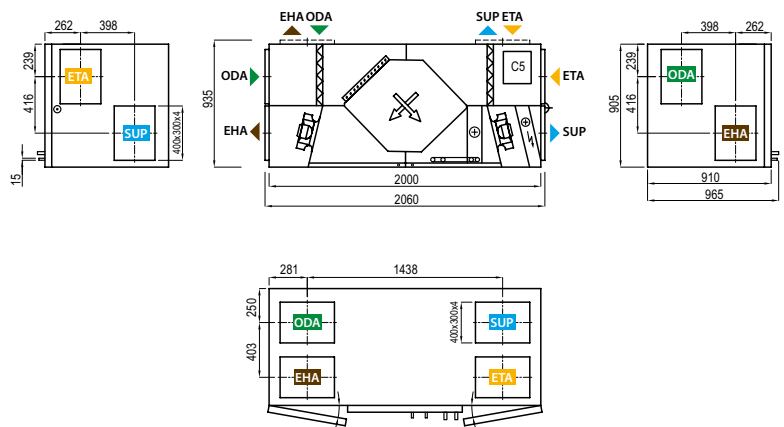 EHA ODA
SUP ETA
262
398
239
416
ETA
SUP
400x300x4
15
935
ODA
EHA
C5
ETA
SUP
2000
2060
398
262
239
416
905
ODA
EHA
910
965
281
1438
250
403
ODA
SUP
400x300x4
EHA
ETA